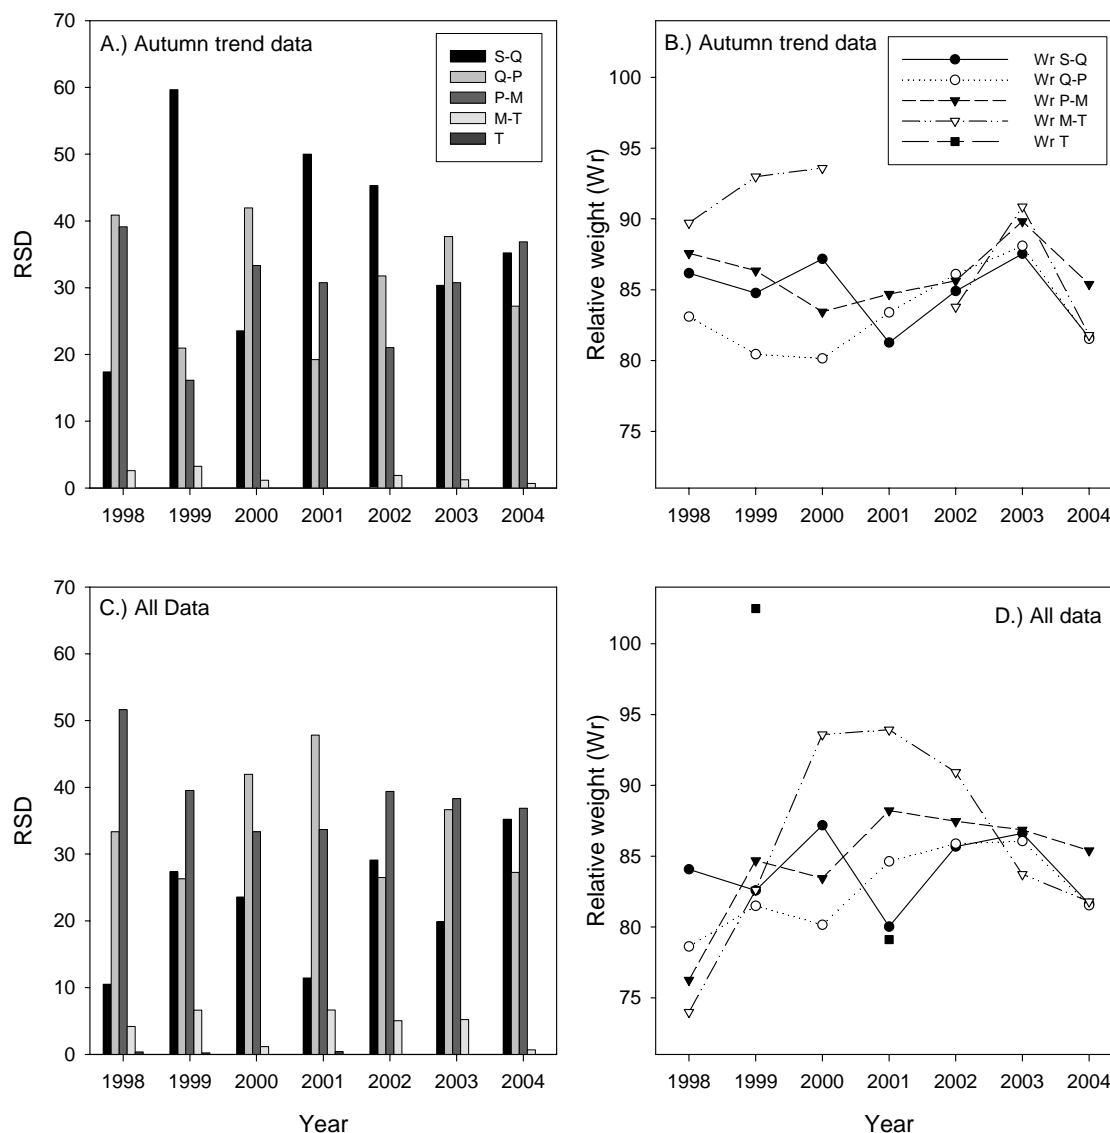 A.) Autumn trend data
S-Q
Q-P
P-M
M-T
T
RSD
70
60
50
40
30
20
10
0
1998 1999 2000 2001 2002 2003 2004
B.) Autumn trend data
Wr S-Q
Wr Q-P
Wr P-M
Wr M-T
Wr T
Relative weight (Wr)
100
95
90
85
80
75
1998 1999 2000 2001 2002 2003 2004
C.) All Data
RSD
70
60
50
40
30
20
10
0
1998 1999 2000 2001 2002 2003 2004
Year
D.) All data
Relative weight (Wr)
100
95
90
85
80
75
1998 1999 2000 2001 2002 2003 2004
Year